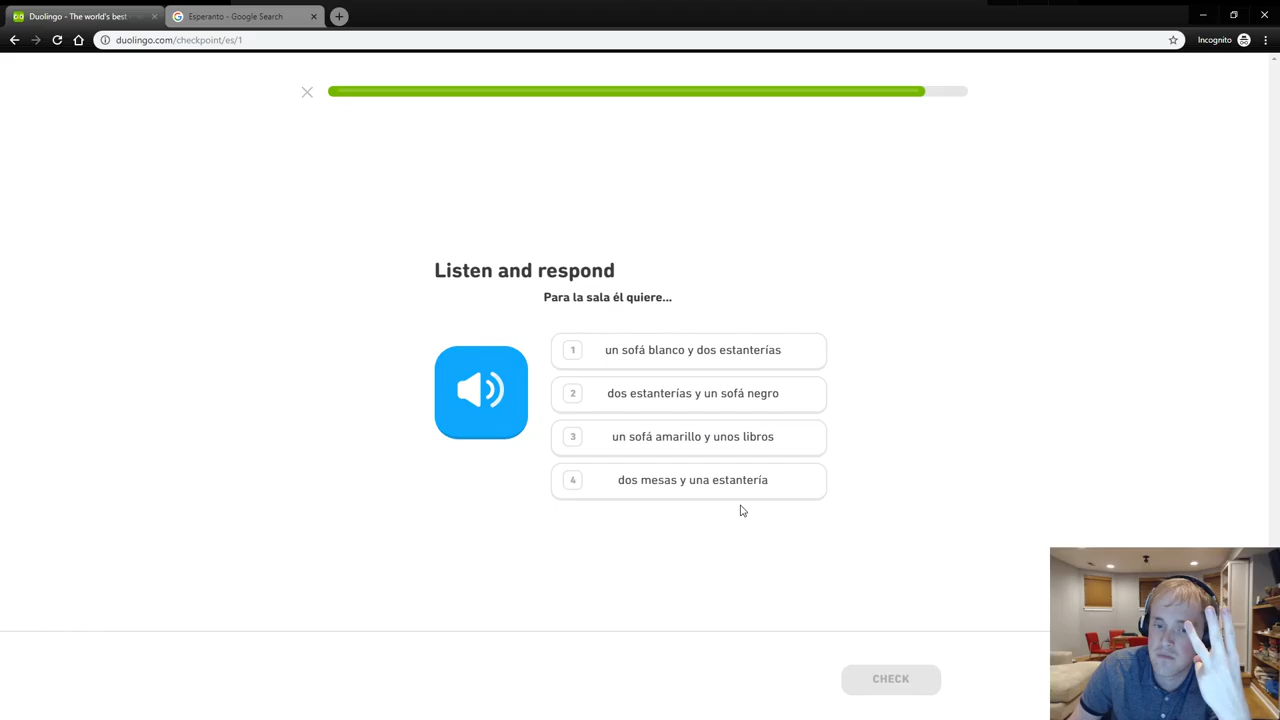 Duolingo - The world's best
Esperanto - Google Search
duolingo.com/checkpoint/es/1
Incognito
Listen and respond
Para la sala él quiere...
1 un sofá blanco y dos estanterías
2 dos estanterías y un sofá negro
3 un sofá amarillo y unos libros
4 dos mesas y una estantería
CHECK